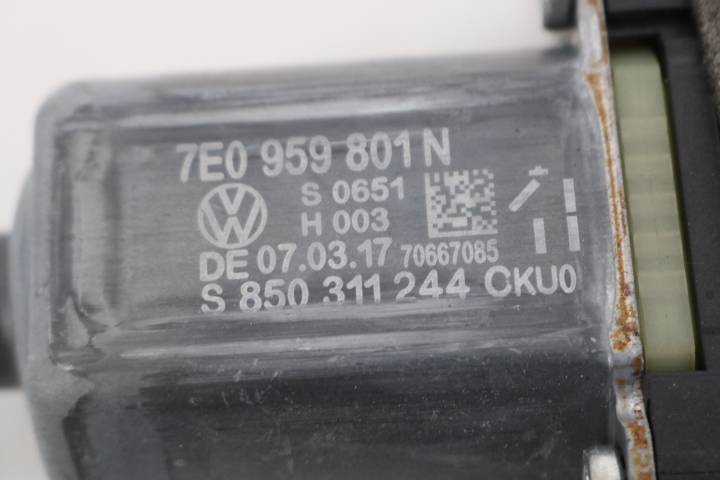 7E0 959 801 N
S 0651
H 003
DE 07.03.17 70667085
S 850 311 244 CKU0